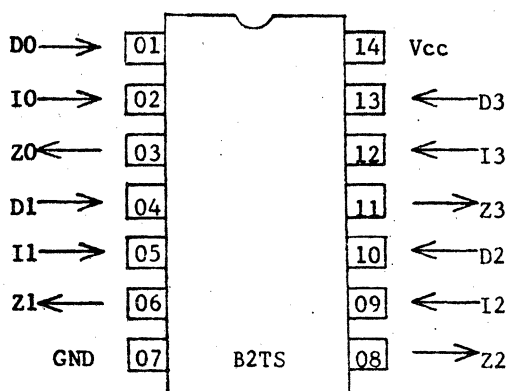 D0 01 14 Vcc
I0 02 13 D3
Z0 03 12 I3
D1 04 11 Z3
I1 05 10 D2
Z1 06 09 I2
GND 07 B2TS 08 Z2